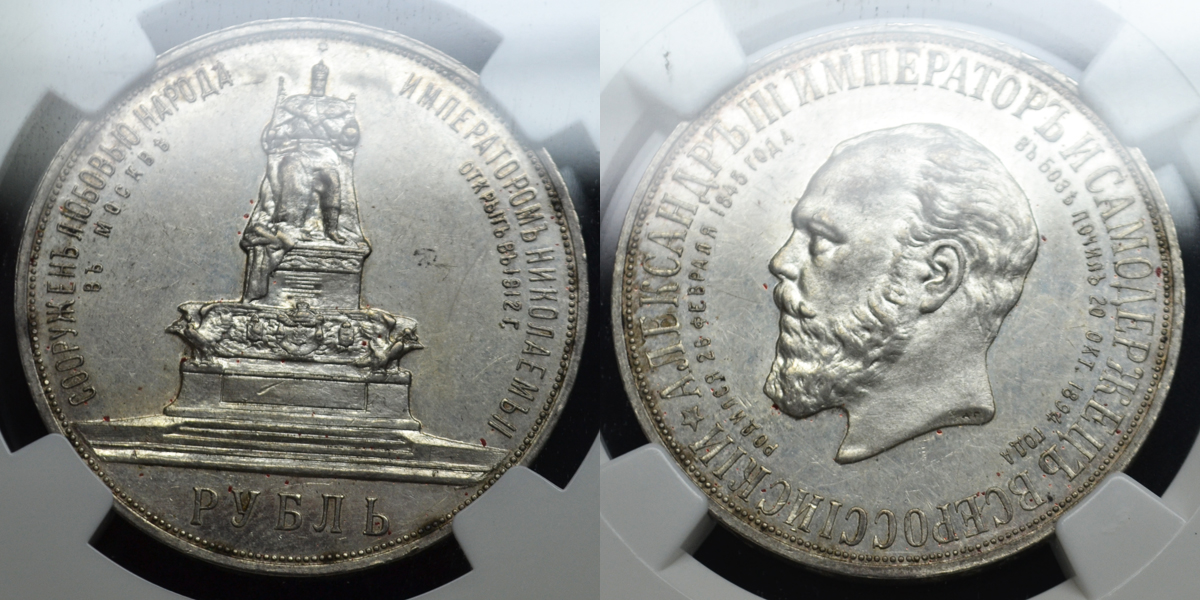 СООРУЖЕНЪ ЛЮБОВЬЮ НАРОДА
ВЪ МОСКВѢ
ИМПЕРАТОРОМЪ НИКОЛАЕМЪ II
ОТКРЫТЪ ВЪ 1912 Г.
РУБЛЬ
★ АЛЕКСАНДРЪ III ИМПЕРАТОРЪ И САМОДЕРЖЕЦЪ ВСЕРОССІЙСКІЙ
РОДИЛСЯ 26 ФЕВРАЛЯ 1845 ГОДА
ВЪ БОЗѢ ПОЧИЛЪ 20 ОКТ. 1894 ГОДА